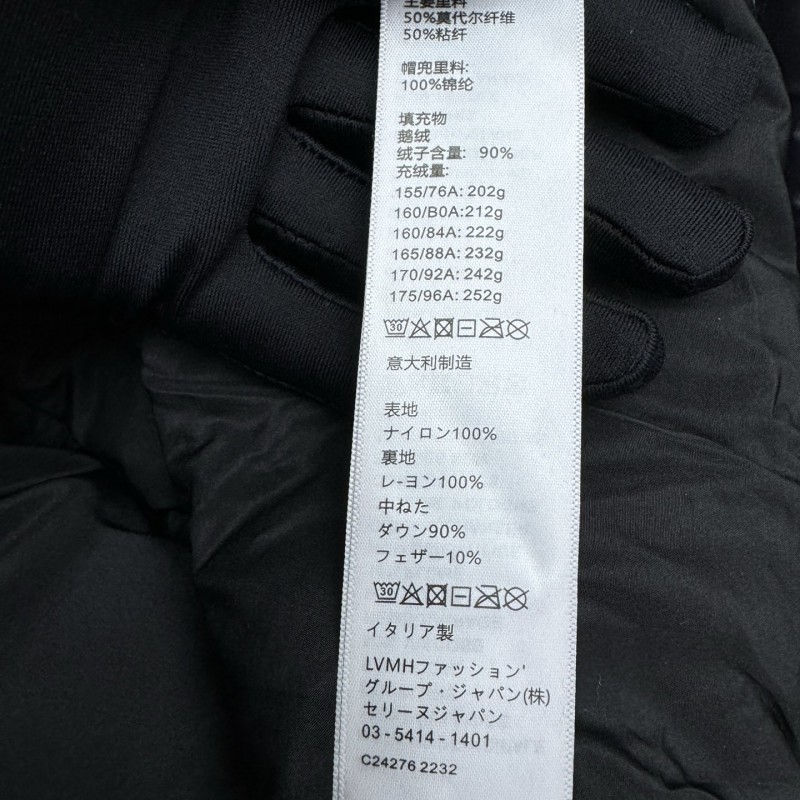 主要里料
50%莫代尔纤维
50%粘纤
帽兜里料:
100%锦纶
填充物
鹅绒
绒子含量: 90%
充绒量:
155/76A: 202g
160/B0A: 212g
160/84A: 222g
165/88A: 232g
170/92A: 242g
175/96A: 252g
30
意大利制造
表地
ナイロン100%
裏地
レ-ヨン100%
中ねた
ダウン90%
フェザー10%
30
イタリア製
LVMHファッション'
グループ・ジャパン(株)
セリーヌジャパン
03-5414-1401
C24276 2232